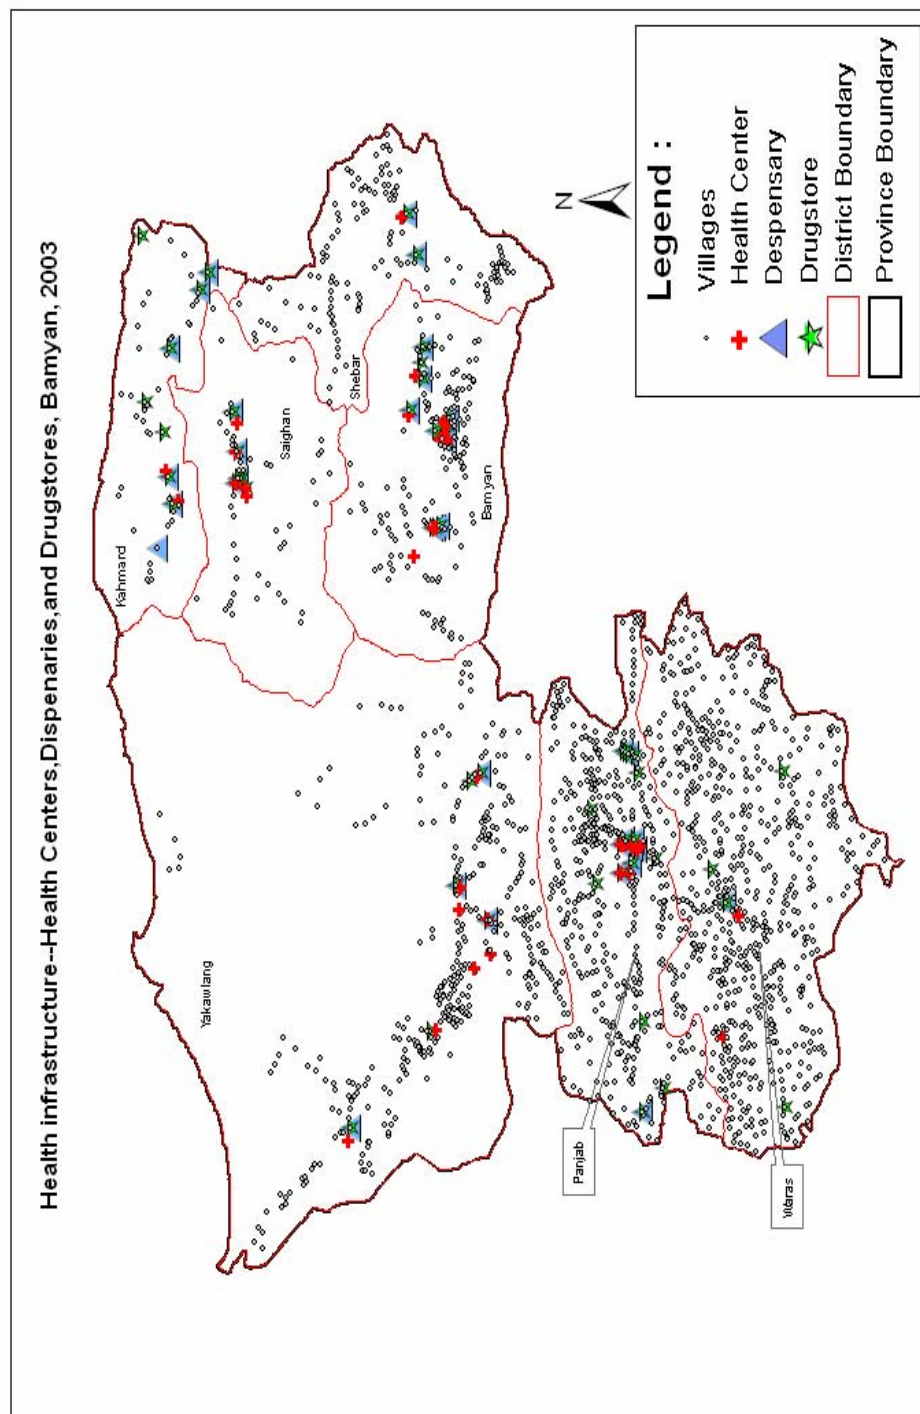 Health infrastructure--Health Centers,Dispenaries,and Drugstores, Bamyan, 2003
Kahmard
Yakawlang
Saighan
Shebar
Bamyan
Panjab
Waras
N
Legend :
Villages
Health Center
Despensary
Drugstore
District Boundary
Province Boundary